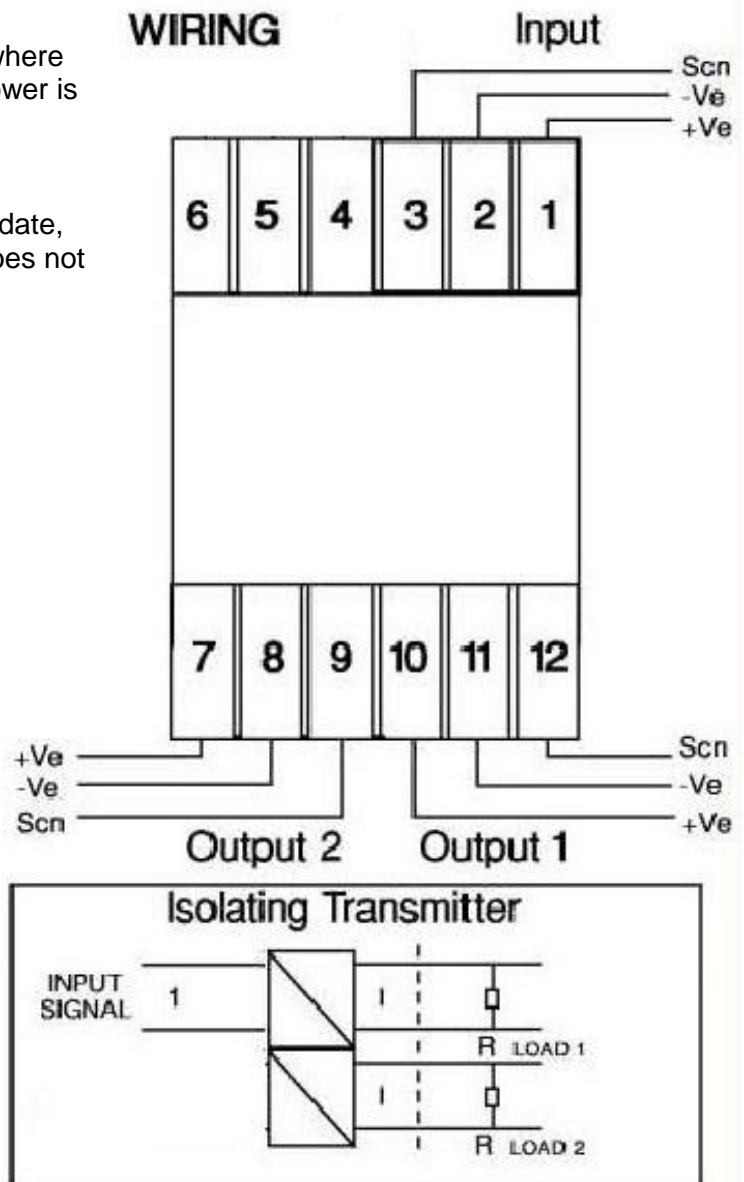 WIRING Input
where
ower is
Scn
-Ve
+Ve
date,
oes not
6 5 4 3 2 1
7 8 9 10 11 12
+Ve
-Ve
Scn
Scn
-Ve
+Ve
Output 2 Output 1
Isolating Transmitter
INPUT
SIGNAL
1
I
R LOAD 1
I
R LOAD 2